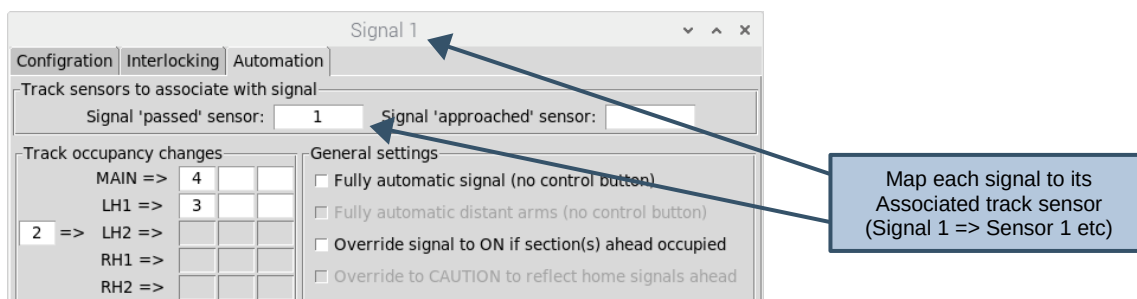 Signal 1
Configration Interlocking Automation
Track sensors to associate with signal
Signal 'passed' sensor: 1 Signal 'approached' sensor:
Track occupancy changes General settings
MAIN => 4 Fully automatic signal (no control button)
LH1 => 3 Fully automatic distant arms (no control button)
2 => LH2 => Override signal to ON if section(s) ahead occupied
RH1 => Override to CAUTION to reflect home signals ahead
RH2 =>
Map each signal to its
Associated track sensor
(Signal 1 => Sensor 1 etc)